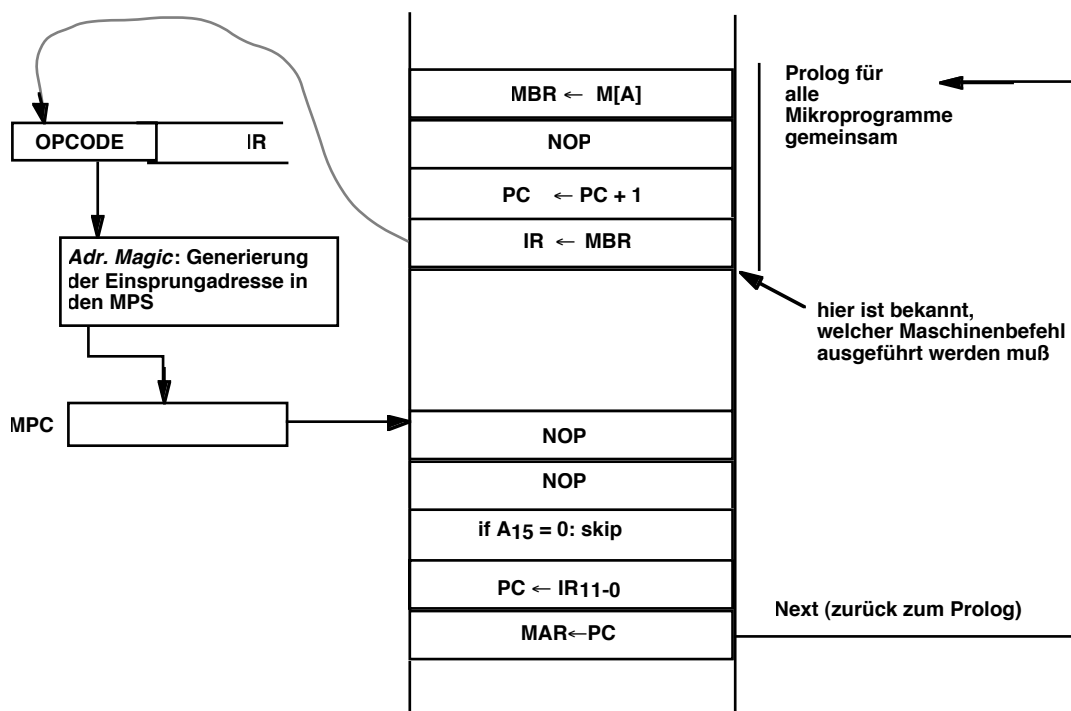 MBR ← M[A]
Prolog für
alle
Mikroprogramme
gemeinsam
OPCODE
IR
NOP
PC ← PC + 1
IR ← MBR
Adr. Magic: Generierung
der Einsprungadresse in
den MPS
hier ist bekannt,
welcher Maschinenbefehl
ausgeführt werden muß
MPC
NOP
NOP
if A15 = 0: skip
PC ← IR11-0
Next (zurück zum Prolog)
MAR←PC